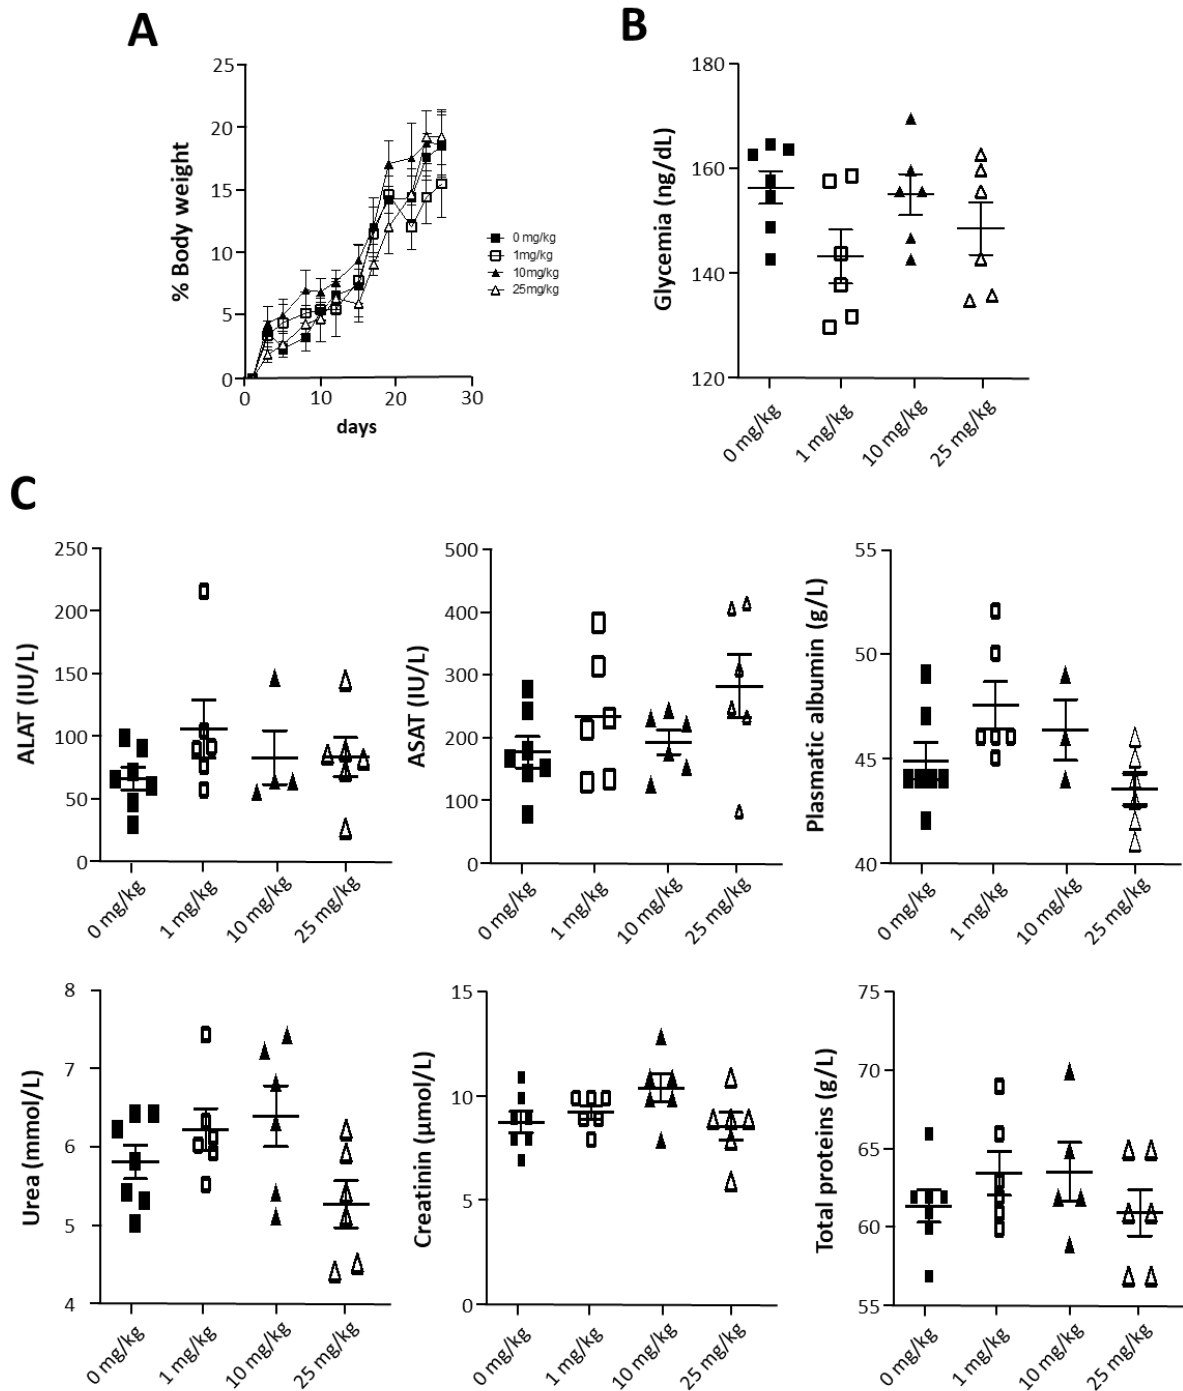 A
25
20
15
10
5
0
% Body weight
0
10
20
30
days
0 mg/kg
1mg/kg
10mg/kg
25mg/kg
B
180
160
140
120
Glycemia (ng/dL)
0 mg/kg
1 mg/kg
10 mg/kg
25 mg/kg
C
250
200
150
100
50
0
ALAT (IU/L)
0 mg/kg
1 mg/kg
10 mg/kg
25 mg/kg
500
400
300
200
100
0
ASAT (IU/L)
0 mg/kg
1 mg/kg
10 mg/kg
25 mg/kg
55
50
45
40
Plasmatic albumin (g/L)
0 mg/kg
1 mg/kg
10 mg/kg
25 mg/kg
8
7
6
5
4
Urea (mmol/L)
0 mg/kg
1 mg/kg
10 mg/kg
25 mg/kg
15
10
5
0
Creatinin (μmol/L)
0 mg/kg
1 mg/kg
10 mg/kg
25 mg/kg
75
70
65
60
55
Total proteins (g/L)
0 mg/kg
1 mg/kg
10 mg/kg
25 mg/kg